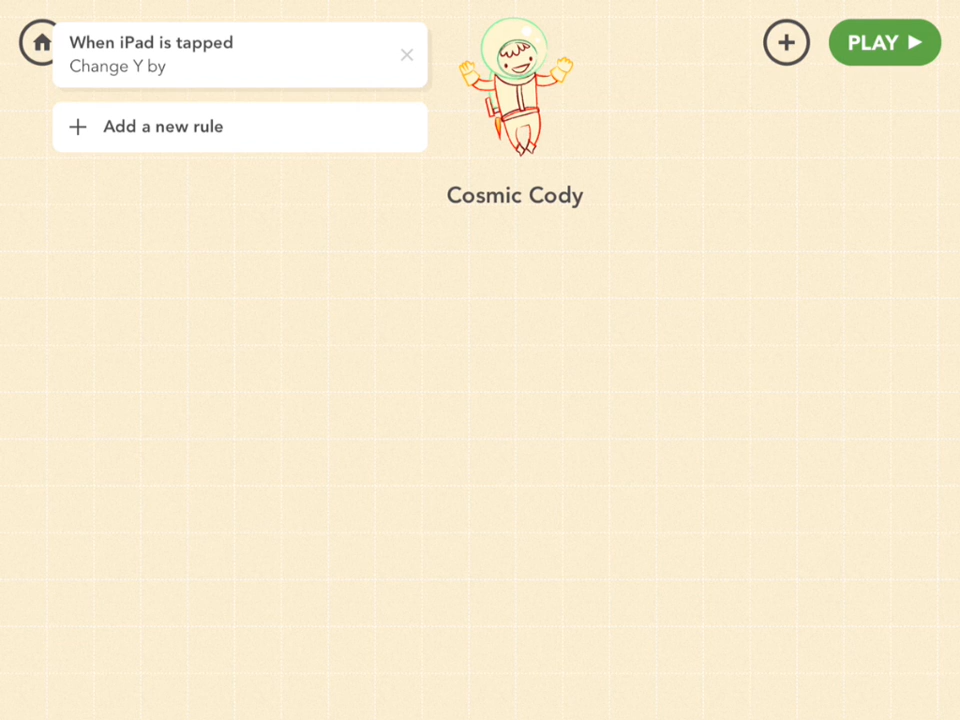 When iPad is tapped
Change Y by
Add a new rule
PLAY
Cosmic Cody